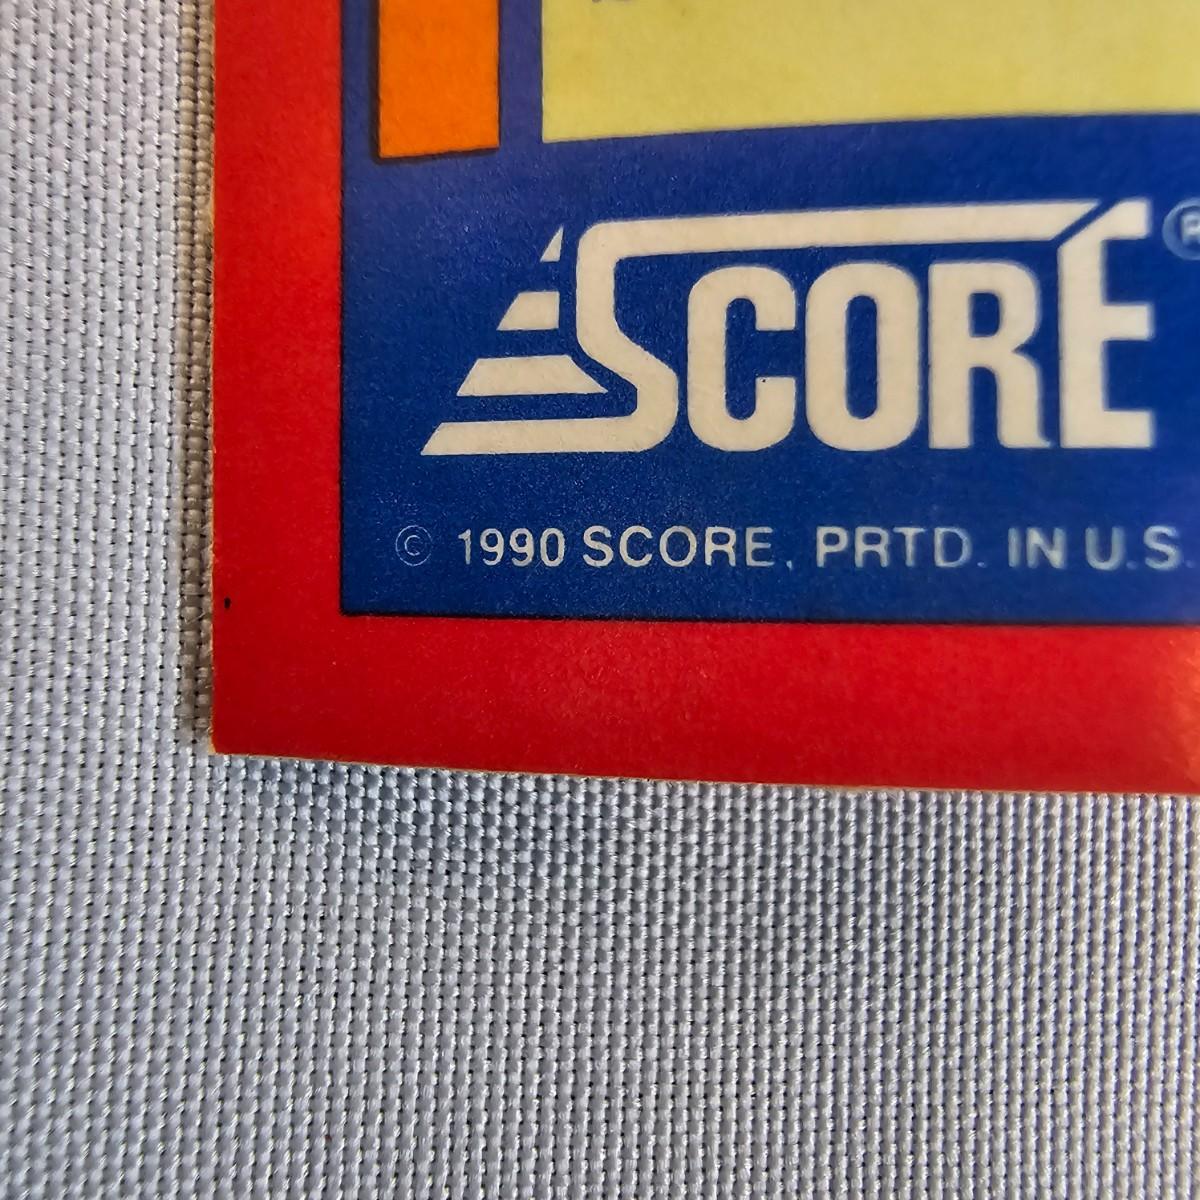 SCORE ®
© 1990 SCORE. PRTD. IN U.S.